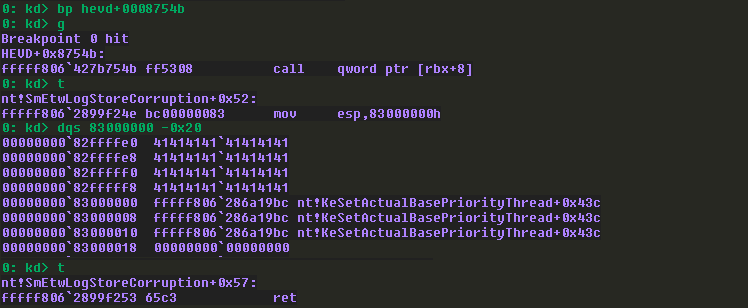 0: kd> bp hevd+0008754b
0: kd> g
Breakpoint 0 hit
HEVD+0x8754b:
fffff806`427b754b ff5308 call qword ptr [rbx+8]
0: kd> t
nt!SmEtwLogStoreCorruption+0x52:
fffff806`2899f24e bc00000083 mov esp,83000000h
0: kd> dqs 83000000 -0x20
00000000`82ffffe0 41414141`41414141
00000000`82ffffe8 41414141`41414141
00000000`82fffff0 41414141`41414141
00000000`82fffff8 41414141`41414141
00000000`83000000 fffff806`286a19bc nt!KeSetActualBasePriorityThread+0x43c
00000000`83000008 fffff806`286a19bc nt!KeSetActualBasePriorityThread+0x43c
00000000`83000010 fffff806`286a19bc nt!KeSetActualBasePriorityThread+0x43c
00000000`83000018 00000000`00000000
0: kd> t
nt!SmEtwLogStoreCorruption+0x57:
fffff806`2899f253 65c3 ret